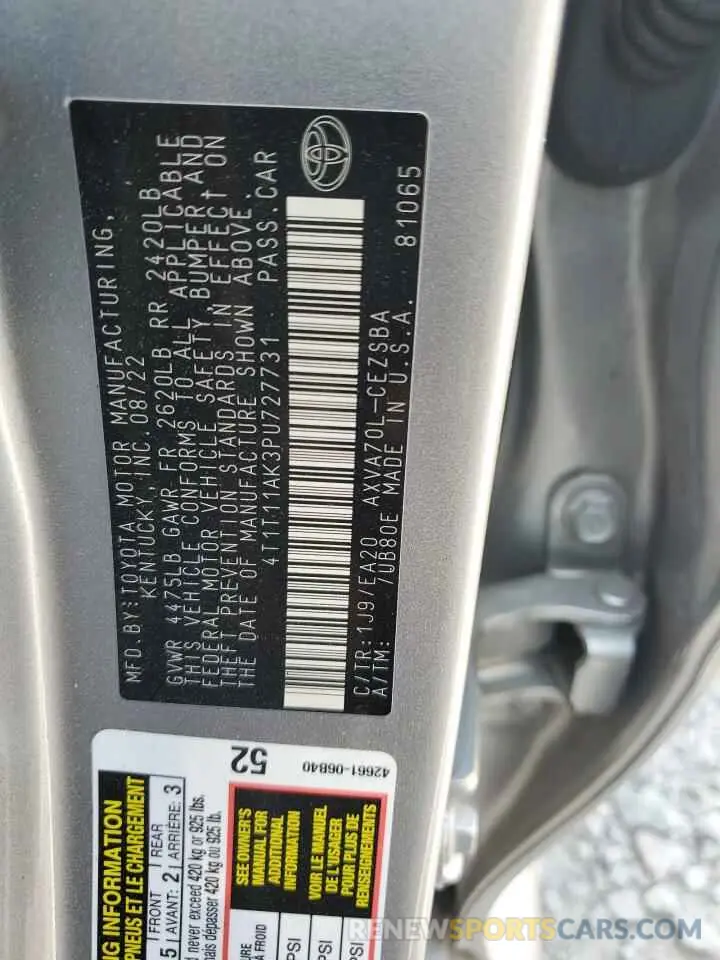 MFD. BY: TOYOTA MOTOR MANUFACTURING,
KENTUCKY, INC. 08/22
GVWR 4475LB GAWR FR 2620LB RR 2420LB
THIS VEHICLE CONFORMS TO ALL APPLICABLE
FEDERAL MOTOR VEHICLE SAFETY BUMPER AND
THEFT PREVENTION STANDARDS IN EFFECT ON
THE DATE OF MANUFACTURE SHOWN ABOVE.
4T1T11AK3PU727731 PASS.CAR
C/TR: 1J9/EA20 AXVA70L-CEZSBA
A/TM: /UB80E MADE IN U.S.A. 81065
NG INFORMATION
PNEUS ET LE CHARGEMENT
5 FRONT 2 REAR 3
AVANT: ARRIÈRE:
d never exceed 420 kg or 925 lbs.
mais dépasser 420 kg ou 925 lb.
52
42661-06B40
SEE OWNER'S
MANUAL FOR
ADDITIONAL
INFORMATION
VOIR LE MANUEL
DE L'USAGER
POUR PLUS DE
RENSEIGNEMENTS
URE
À FROID
PSI
PSI
PSI
RENEWSPORTSCARS.COM